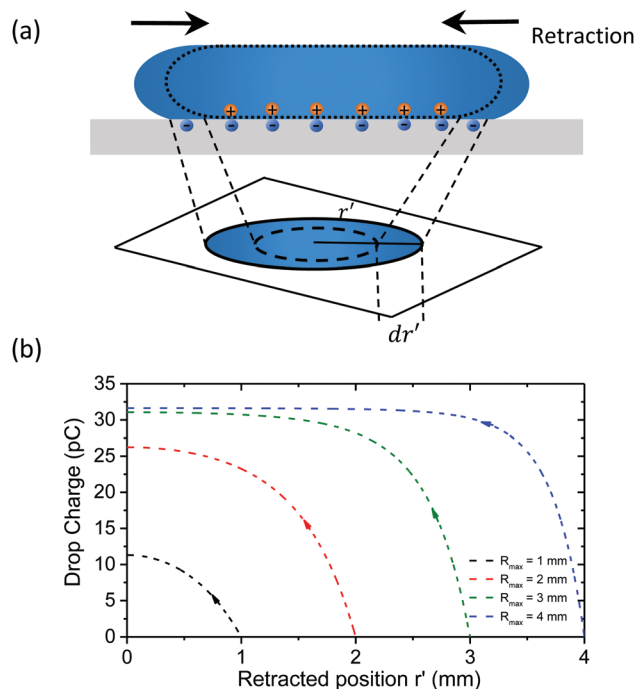 (a)
Retraction
+ + + + + +
- - - - - - - -
r'
dr'
(b)
35
30
25
20
15
10
5
0
Drop Charge (pC)
R_max = 1 mm
R_max = 2 mm
R_max = 3 mm
R_max = 4 mm
0 1 2 3 4
Retracted position r' (mm)